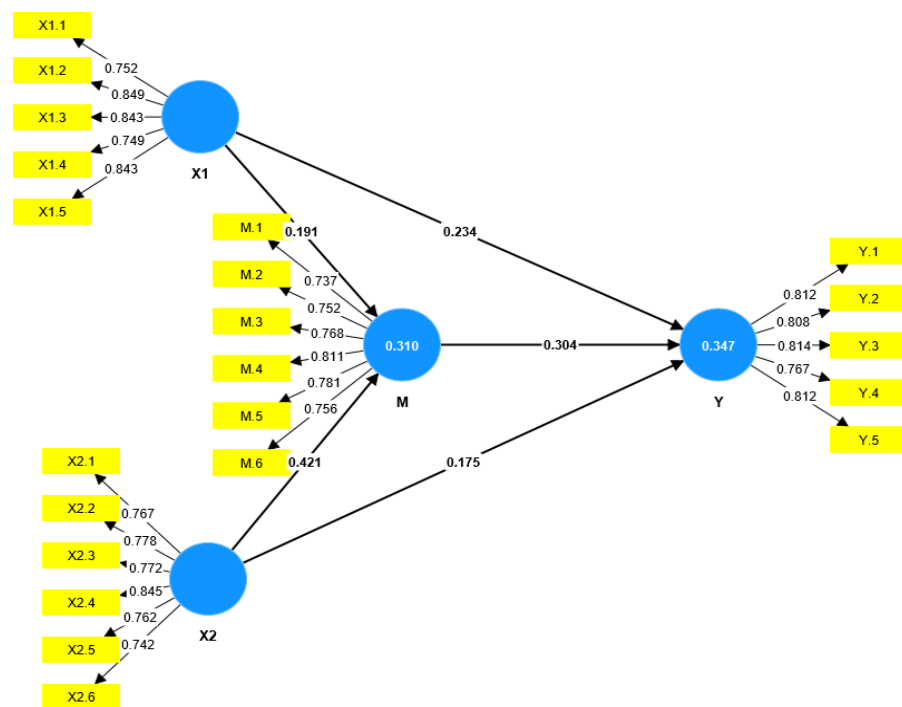 X1.1
0.752
X1.2
0.849
X1.3
0.843
X1.4
0.749
X1.5
0.843
X1
M.1
0.191
0.234
0.737
M.2
0.752
M.3
0.768
M.4
0.811
M.5
0.781
M.6
0.756
0.310
M
0.304
0.421
0.175
Y.1
0.812
Y.2
0.808
Y.3
0.814
Y.4
0.767
Y.5
0.812
0.347
Y
X2.1
0.767
X2.2
0.778
X2.3
0.772
X2.4
0.845
X2.5
0.762
X2.6
0.742
X2